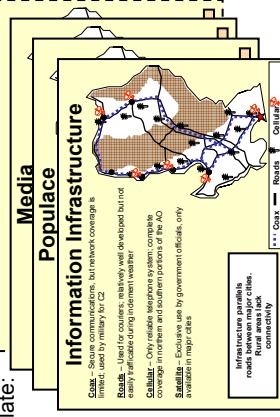 Media
Populace
Information Infrastructure
Coax – Secure communications, but network coverage is
limited; used by military for C2
Roads – Used for couriers; relatively well developed but not
easily trafficable during indement weather
Cellular – Only reliable telephone system; complete
coverage in northern and southern portions of the AO
Satellite – Exclusive use by government officials, only
available in major cities
Coax
Roads
Cellular
Infrastructure parallels
roads between major cities.
Rural areas lack
connectivity
late: